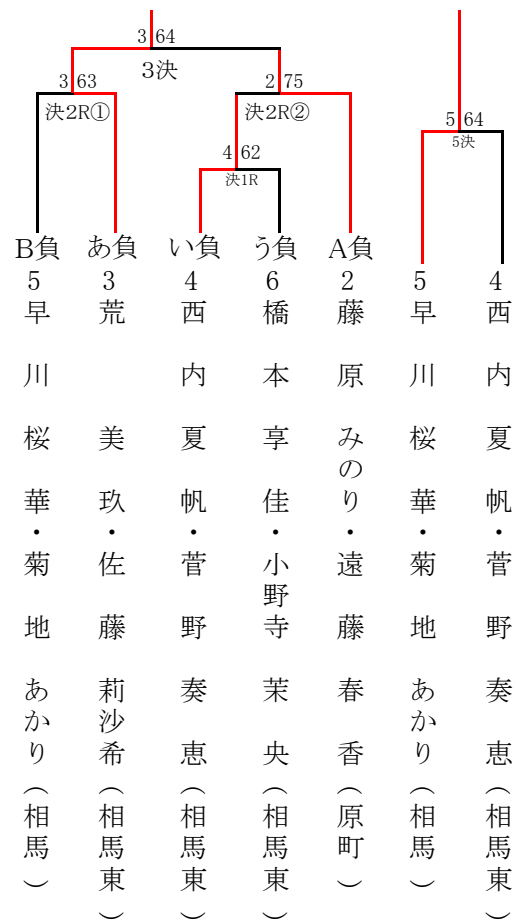 3 64
3決
3 63
2 75
決2R①
決2R②
4 62
決1R
5 64
5決
B負
あ負
い負
う負
A負
5
3
4
6
2
5
4
早川桜華・菊地あかり(相馬)
荒美玖・佐藤莉沙希(相馬東)
西内夏帆・菅野奏恵(相馬東)
橋本享佳・小野寺茉央(相馬東)
藤原みのり・遠藤春香(原町)
早川桜華・菊地あかり(相馬)
西内夏帆・菅野奏恵(相馬東)